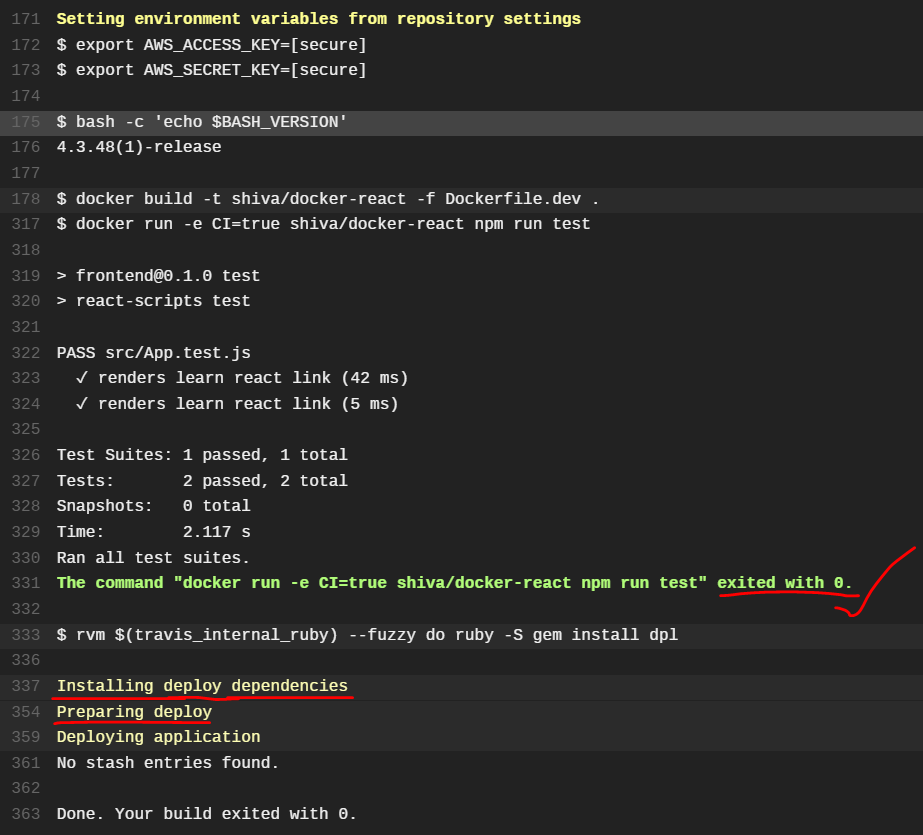 171 Setting environment variables from repository settings
172 $ export AWS_ACCESS_KEY=[secure]
173 $ export AWS_SECRET_KEY=[secure]
174
175 $ bash -c 'echo $BASH_VERSION'
176 4.3.48(1)-release
177
178 $ docker build -t shiva/docker-react -f Dockerfile.dev .
317 $ docker run -e CI=true shiva/docker-react npm run test
318
319 > frontend@0.1.0 test
320 > react-scripts test
321
322 PASS src/App.test.js
323   ✓ renders learn react link (42 ms)
324   ✓ renders learn react link (5 ms)
325
326 Test Suites: 1 passed, 1 total
327 Tests:       2 passed, 2 total
328 Snapshots:   0 total
329 Time:        2.117 s
330 Ran all test suites.
331 The command "docker run -e CI=true shiva/docker-react npm run test" exited with 0.
332
333 $ rvm $(travis_internal_ruby) --fuzzy do ruby -S gem install dpl
336
337 Installing deploy dependencies
354 Preparing deploy
359 Deploying application
361 No stash entries found.
362
363 Done. Your build exited with 0.